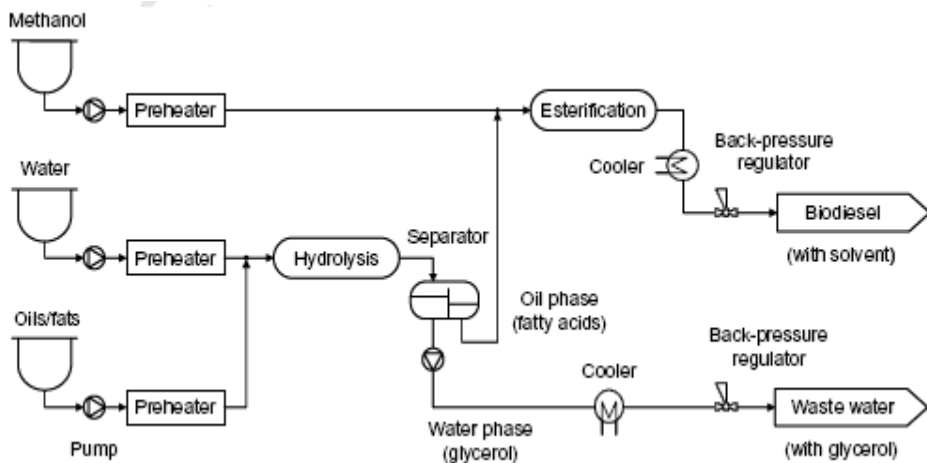 Methanol
Preheater
Esterification
Back-pressure
regulator
Cooler
Biodiesel
(with solvent)
Water
Preheater
Hydrolysis
Separator
Oil phase
(fatty acids)
Oils/fats
Preheater
Pump
Water phase
(glycerol)
Cooler
Back-pressure
regulator
Waste water
(with glycerol)